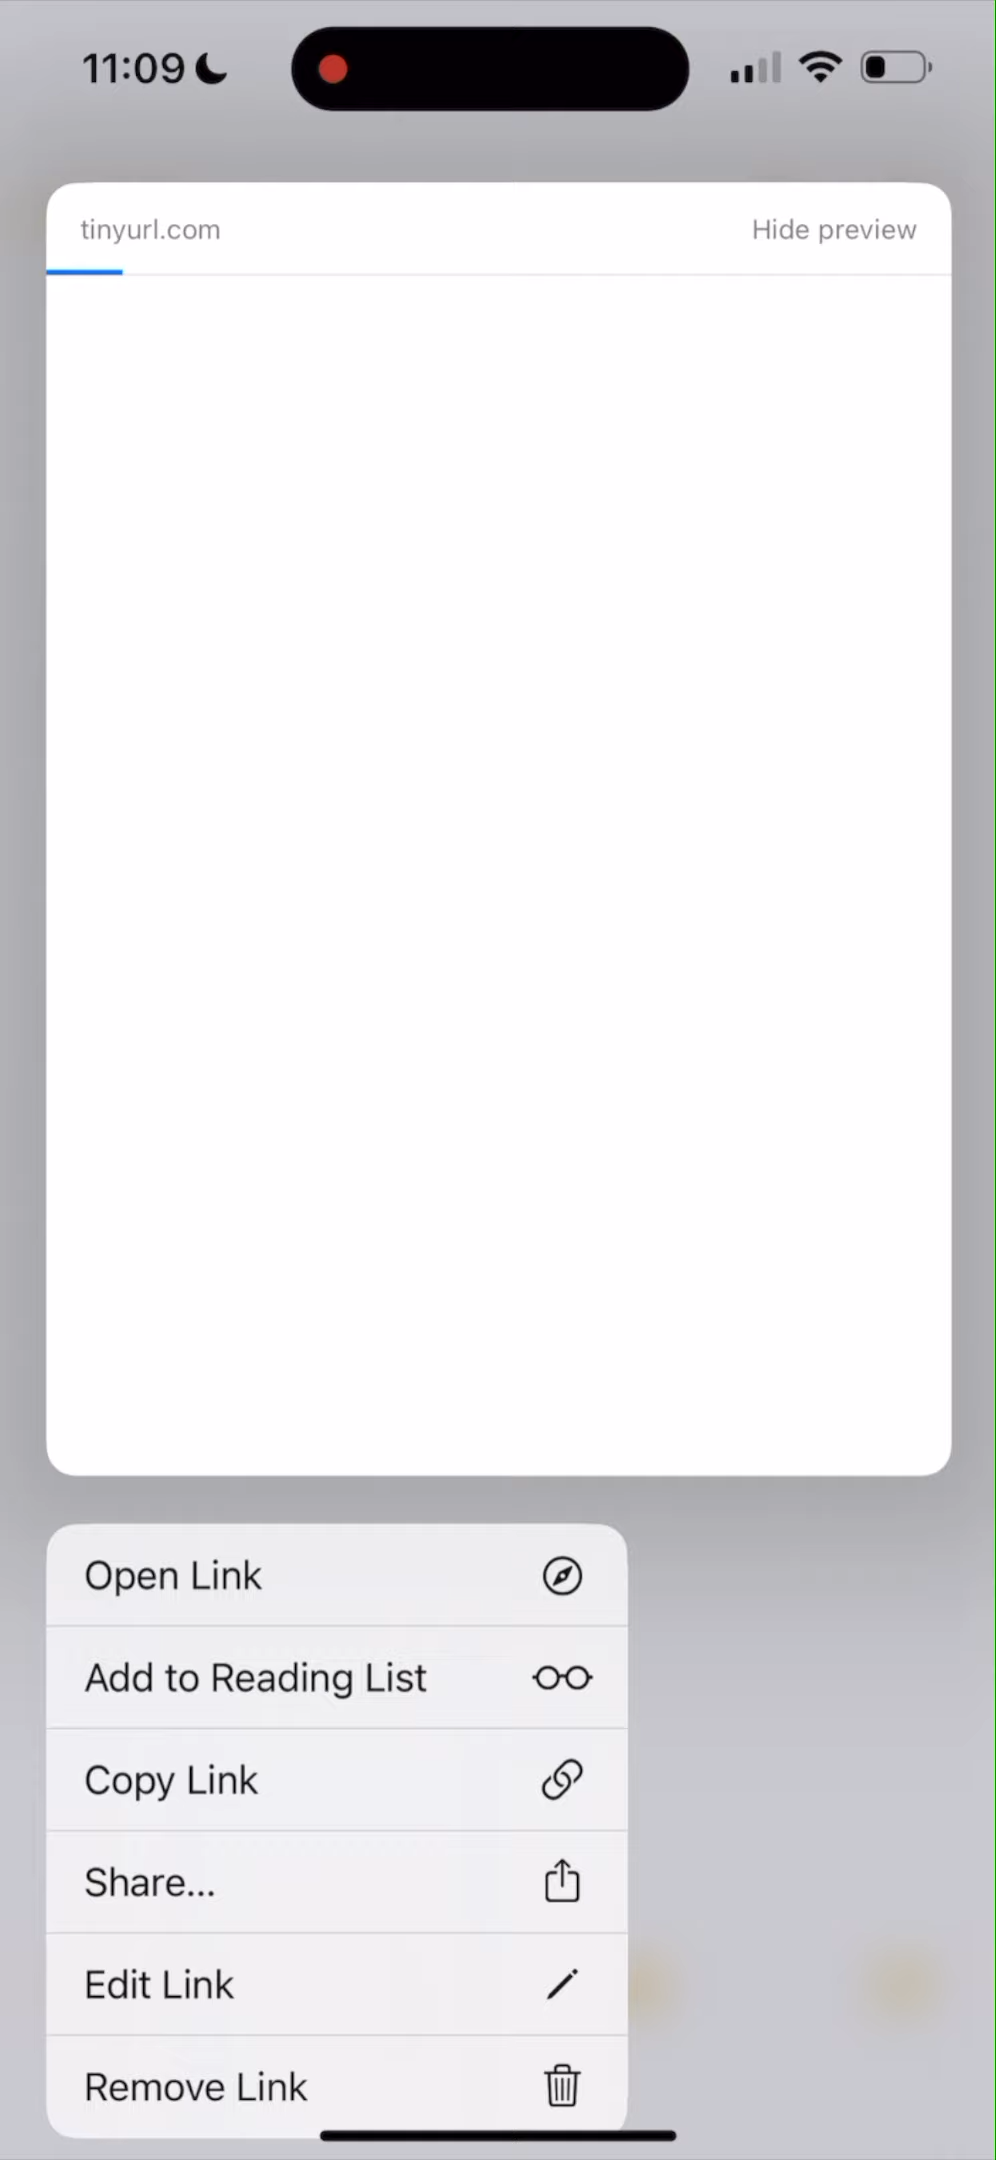 11:09
tinyurl.com Hide preview
Open Link
Add to Reading List
Copy Link
Share...
Edit Link
Remove Link